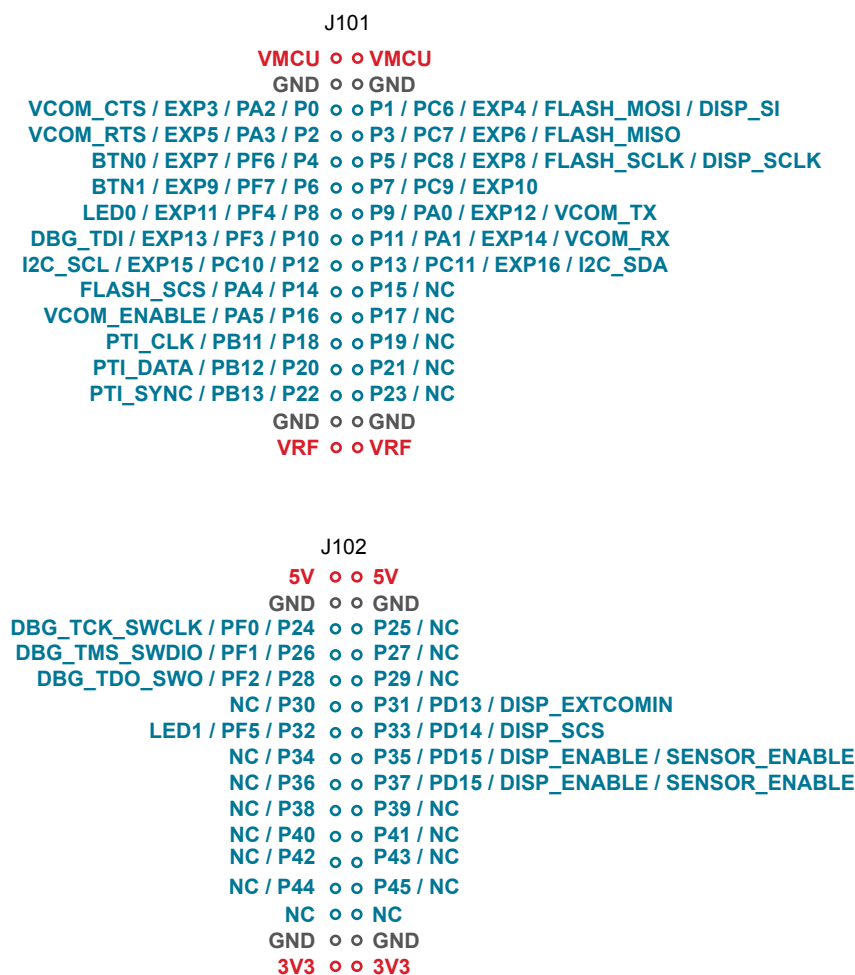 J101
VMCU VMCU
GND GND
VCOM_CTS / EXP3 / PA2 / P0 P1 / PC6 / EXP4 / FLASH_MOSI / DISP_SI
VCOM_RTS / EXP5 / PA3 / P2 P3 / PC7 / EXP6 / FLASH_MISO
BTN0 / EXP7 / PF6 / P4 P5 / PC8 / EXP8 / FLASH_SCLK / DISP_SCLK
BTN1 / EXP9 / PF7 / P6 P7 / PC9 / EXP10
LED0 / EXP11 / PF4 / P8 P9 / PA0 / EXP12 / VCOM_TX
DBG_TDI / EXP13 / PF3 / P10 P11 / PA1 / EXP14 / VCOM_RX
I2C_SCL / EXP15 / PC10 / P12 P13 / PC11 / EXP16 / I2C_SDA
FLASH_SCS / PA4 / P14 P15 / NC
VCOM_ENABLE / PA5 / P16 P17 / NC
PTI_CLK / PB11 / P18 P19 / NC
PTI_DATA / PB12 / P20 P21 / NC
PTI_SYNC / PB13 / P22 P23 / NC
GND GND
VRF VRF
J102
5V 5V
GND GND
DBG_TCK_SWCLK / PF0 / P24 P25 / NC
DBG_TMS_SWDIO / PF1 / P26 P27 / NC
DBG_TDO_SWO / PF2 / P28 P29 / NC
NC / P30 P31 / PD13 / DISP_EXTCOMIN
LED1 / PF5 / P32 P33 / PD14 / DISP_SCS
NC / P34 P35 / PD15 / DISP_ENABLE / SENSOR_ENABLE
NC / P36 P37 / PD15 / DISP_ENABLE / SENSOR_ENABLE
NC / P38 P39 / NC
NC / P40 P41 / NC
NC / P42 P43 / NC
NC / P44 P45 / NC
NC NC
GND GND
3V3 3V3